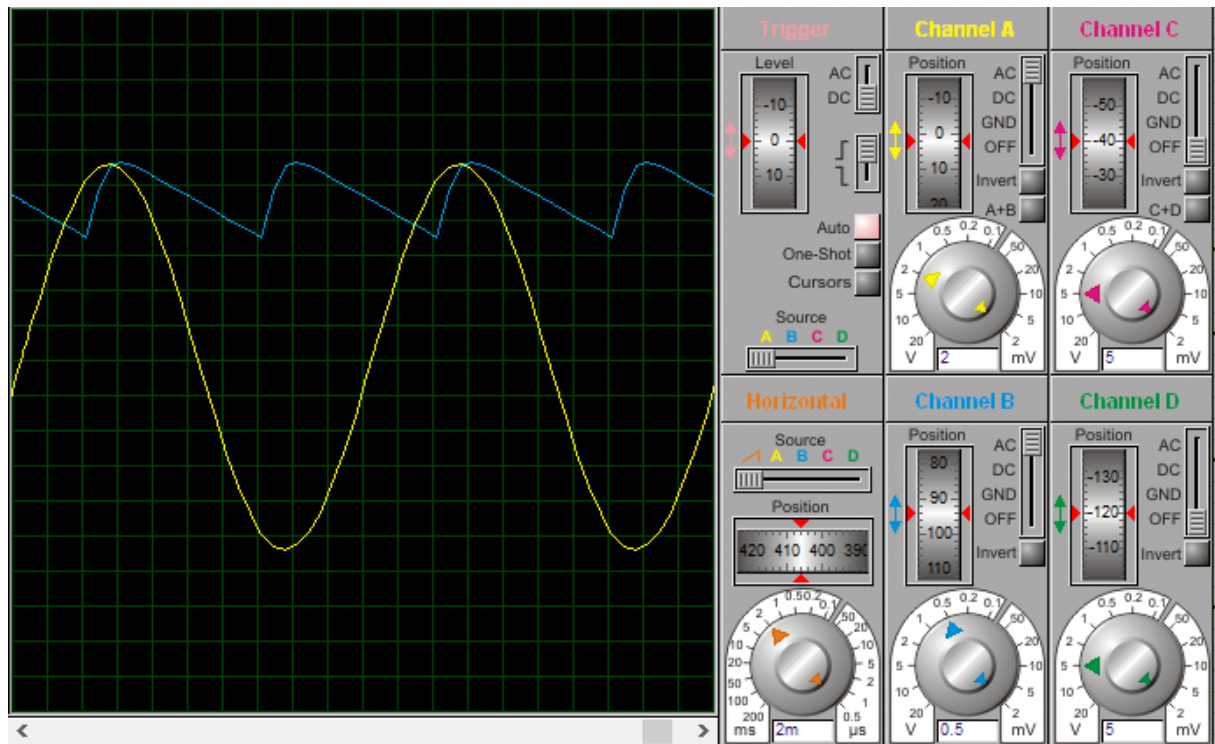 Trigger
Level
AC
DC
-10
0
10
Auto
One-Shot
Cursors
Source
A B C D
Channel A
Position
AC
DC
GND
OFF
-10
0
10
20
Invert
A+B
20 10 5 2 1 0.5 0.2 0.1 50 20 10 5 2
V 2 mV
Channel C
Position
AC
DC
GND
OFF
-50
-40
-30
Invert
C+D
20 10 5 2 1 0.5 0.2 0.1 50 20 10 5 2
V 5 mV
Horizontal
Source
A B C D
Position
420 410 400 390
200 100 50 20 10 5 2 1 0.5 0.2 0.1 50 20 10 5 2 1 0.5
ms 2m µs
Channel B
Position
AC
DC
GND
OFF
80
90
-100
110
Invert
20 10 5 2 1 0.5 0.2 0.1 50 20 10 5 2
V 0.5 mV
Channel D
Position
AC
DC
GND
OFF
-130
-120
-110
Invert
20 10 5 2 1 0.5 0.2 0.1 50 20 10 5 2
V 5 mV